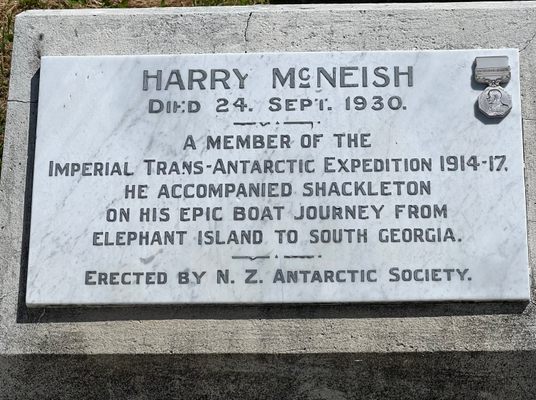 HARRY McNEISH
DIED 24. SEPT. 1930.
A MEMBER OF THE
IMPERIAL TRANS-ANTARCTIC EXPEDITION 1914-17.
HE ACCOMPANIED SHACKLETON
ON HIS EPIC BOAT JOURNEY FROM
ELEPHANT ISLAND TO SOUTH GEORGIA.
ERECTED BY N. Z. ANTARCTIC SOCIETY.